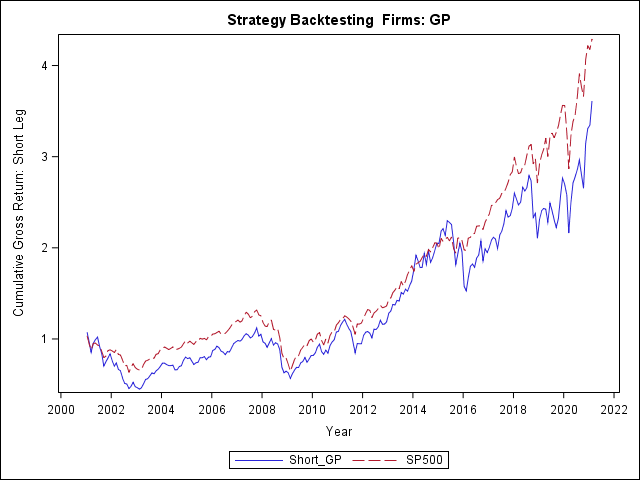 Strategy Backtesting Firms: GP
Cumulative Gross Return: Short Leg
4
3
2
1
2000 2002 2004 2006 2008 2010 2012 2014 2016 2018 2020 2022
Year
Short_GP SP500